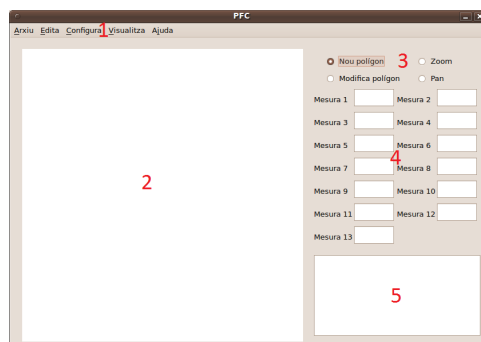 PFC
Arxiu Edita Configura 1 Visualitza Ajuda
Nou polígon 3 Zoom
Modifica polígon Pan
Mesura 1 Mesura 2
Mesura 3 Mesura 4
Mesura 5 Mesura 6
4
Mesura 7 Mesura 8
2
Mesura 9 Mesura 10
Mesura 11 Mesura 12
Mesura 13
5